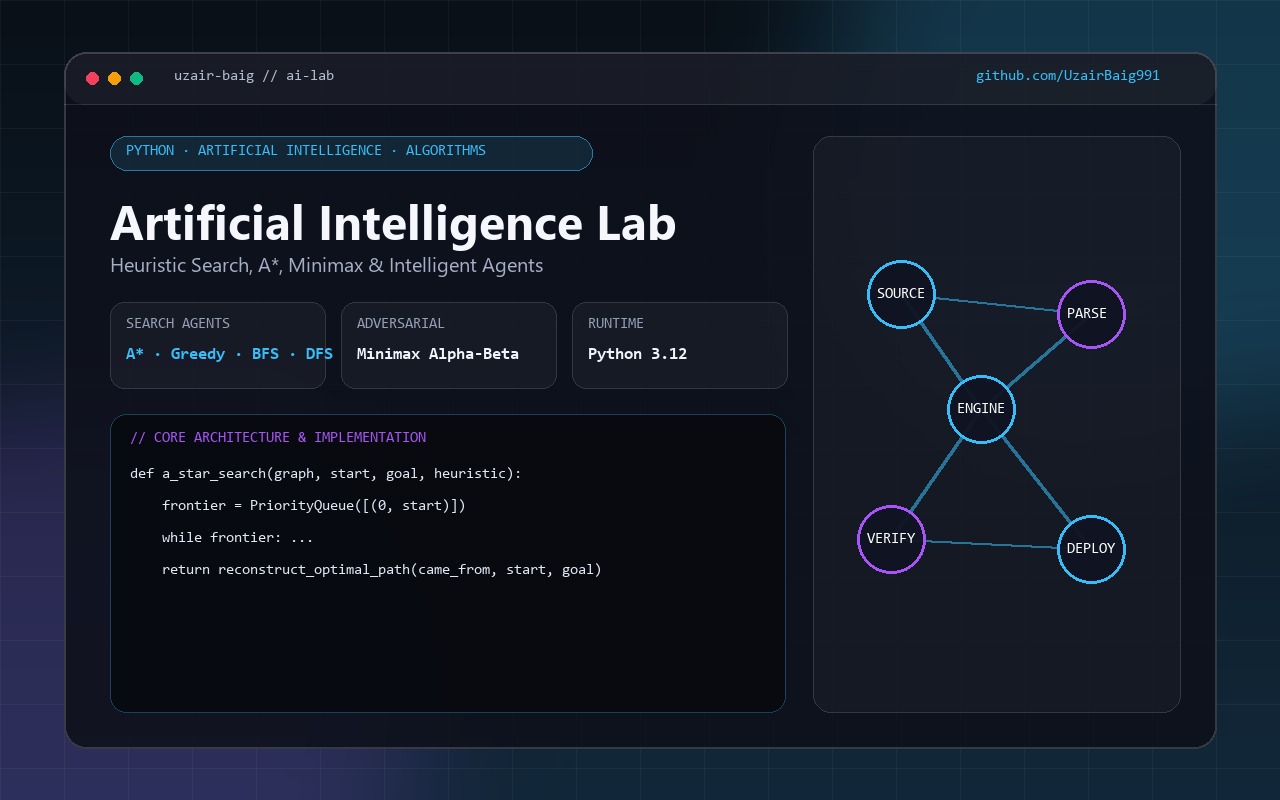 uzair-baig // ai-lab
github.com/UzairBaig991
PYTHON · ARTIFICIAL INTELLIGENCE · ALGORITHMS
Artificial Intelligence Lab
Heuristic Search, A*, Minimax & Intelligent Agents
SEARCH AGENTS
A* · Greedy · BFS · DFS
ADVERSARIAL
Minimax Alpha-Beta
RUNTIME
Python 3.12
// CORE ARCHITECTURE & IMPLEMENTATION
def a_star_search(graph, start, goal, heuristic):
    frontier = PriorityQueue([(0, start)])
    while frontier: ...
    return reconstruct_optimal_path(came_from, start, goal)
SOURCE
PARSE
ENGINE
VERIFY
DEPLOY